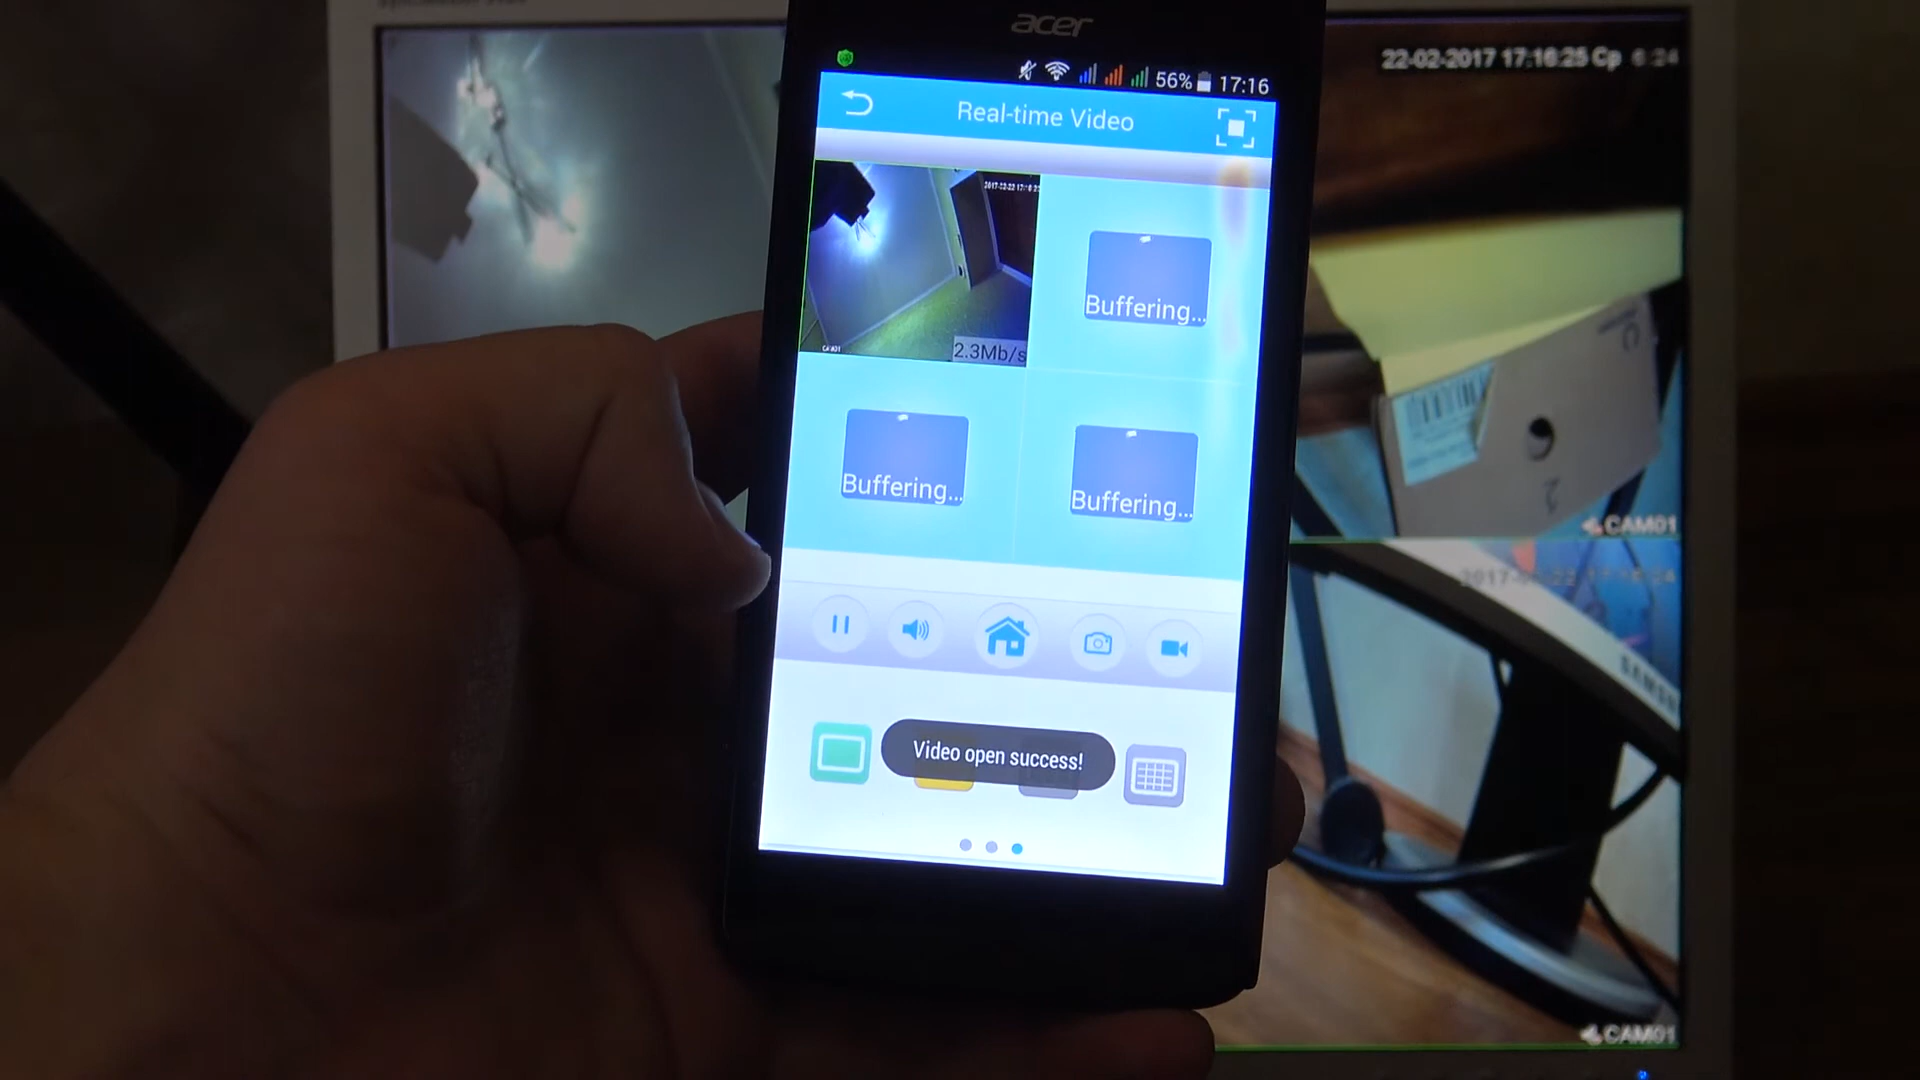 acer
56% 17:16
22-02-2017 17:16:25 Ср
Real-time Video
Buffering...
2.3Mb/s
CAM01
Buffering...
Buffering...
CAM01
Video open success!
CAM01